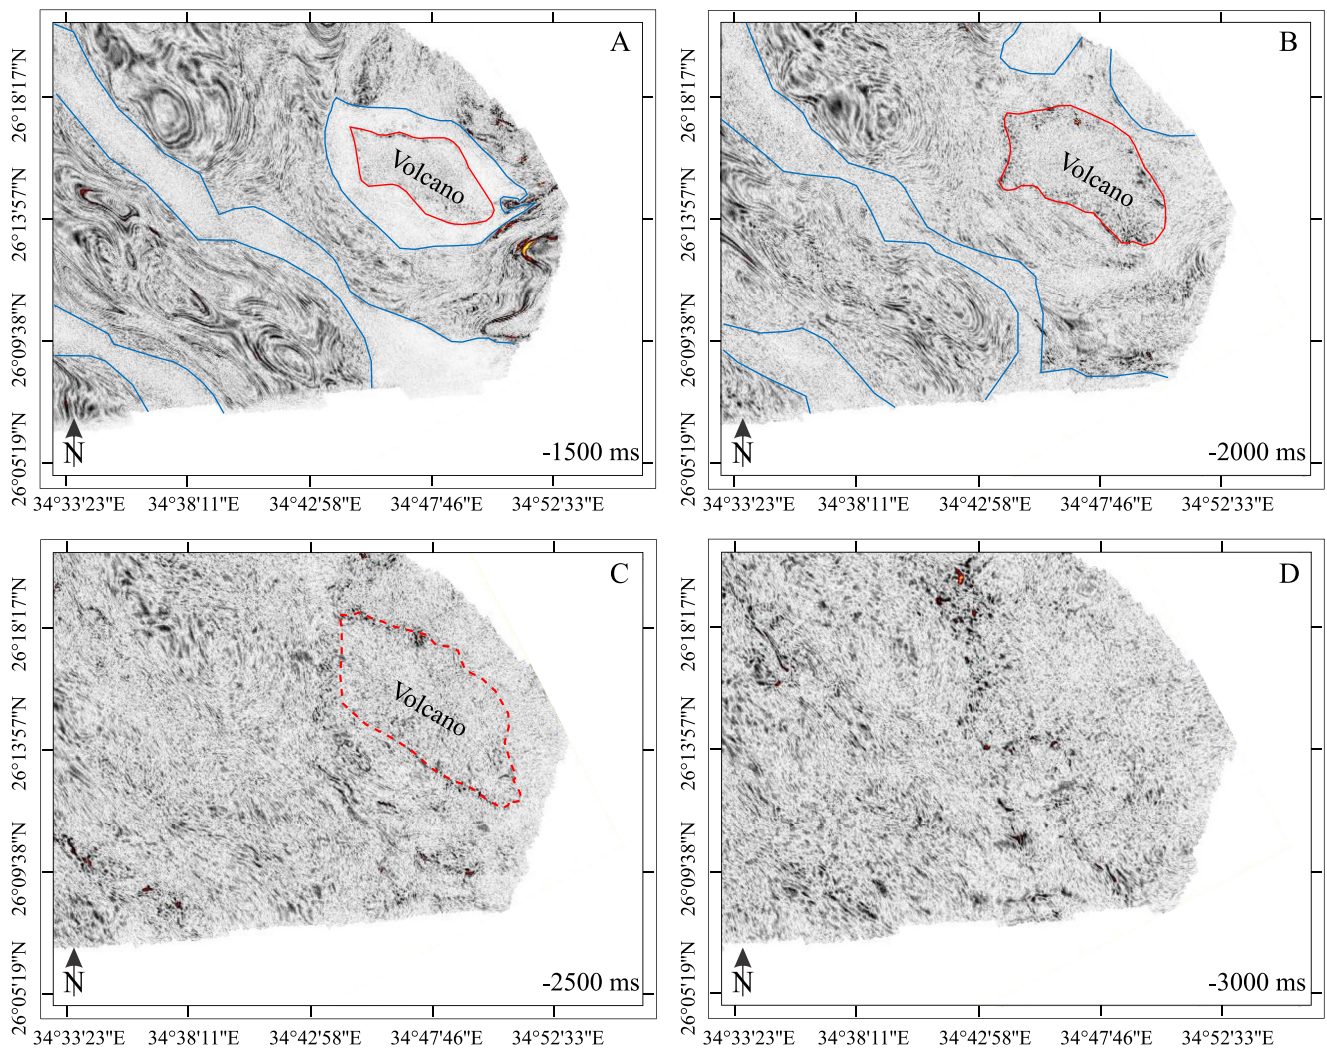 A
Volcano
N
-1500 ms
26°18'17"N
26°13'57"N
26°09'38"N
26°05'19"N
34°33'23"E
34°38'11"E
34°42'58"E
34°47'46"E
34°52'33"E
B
Volcano
N
-2000 ms
26°18'17"N
26°13'57"N
26°09'38"N
26°05'19"N
34°33'23"E
34°38'11"E
34°42'58"E
34°47'46"E
34°52'33"E
C
Volcano
N
-2500 ms
26°18'17"N
26°13'57"N
26°09'38"N
26°05'19"N
34°33'23"E
34°38'11"E
34°42'58"E
34°47'46"E
34°52'33"E
D
N
-3000 ms
26°18'17"N
26°13'57"N
26°09'38"N
26°05'19"N
34°33'23"E
34°38'11"E
34°42'58"E
34°47'46"E
34°52'33"E